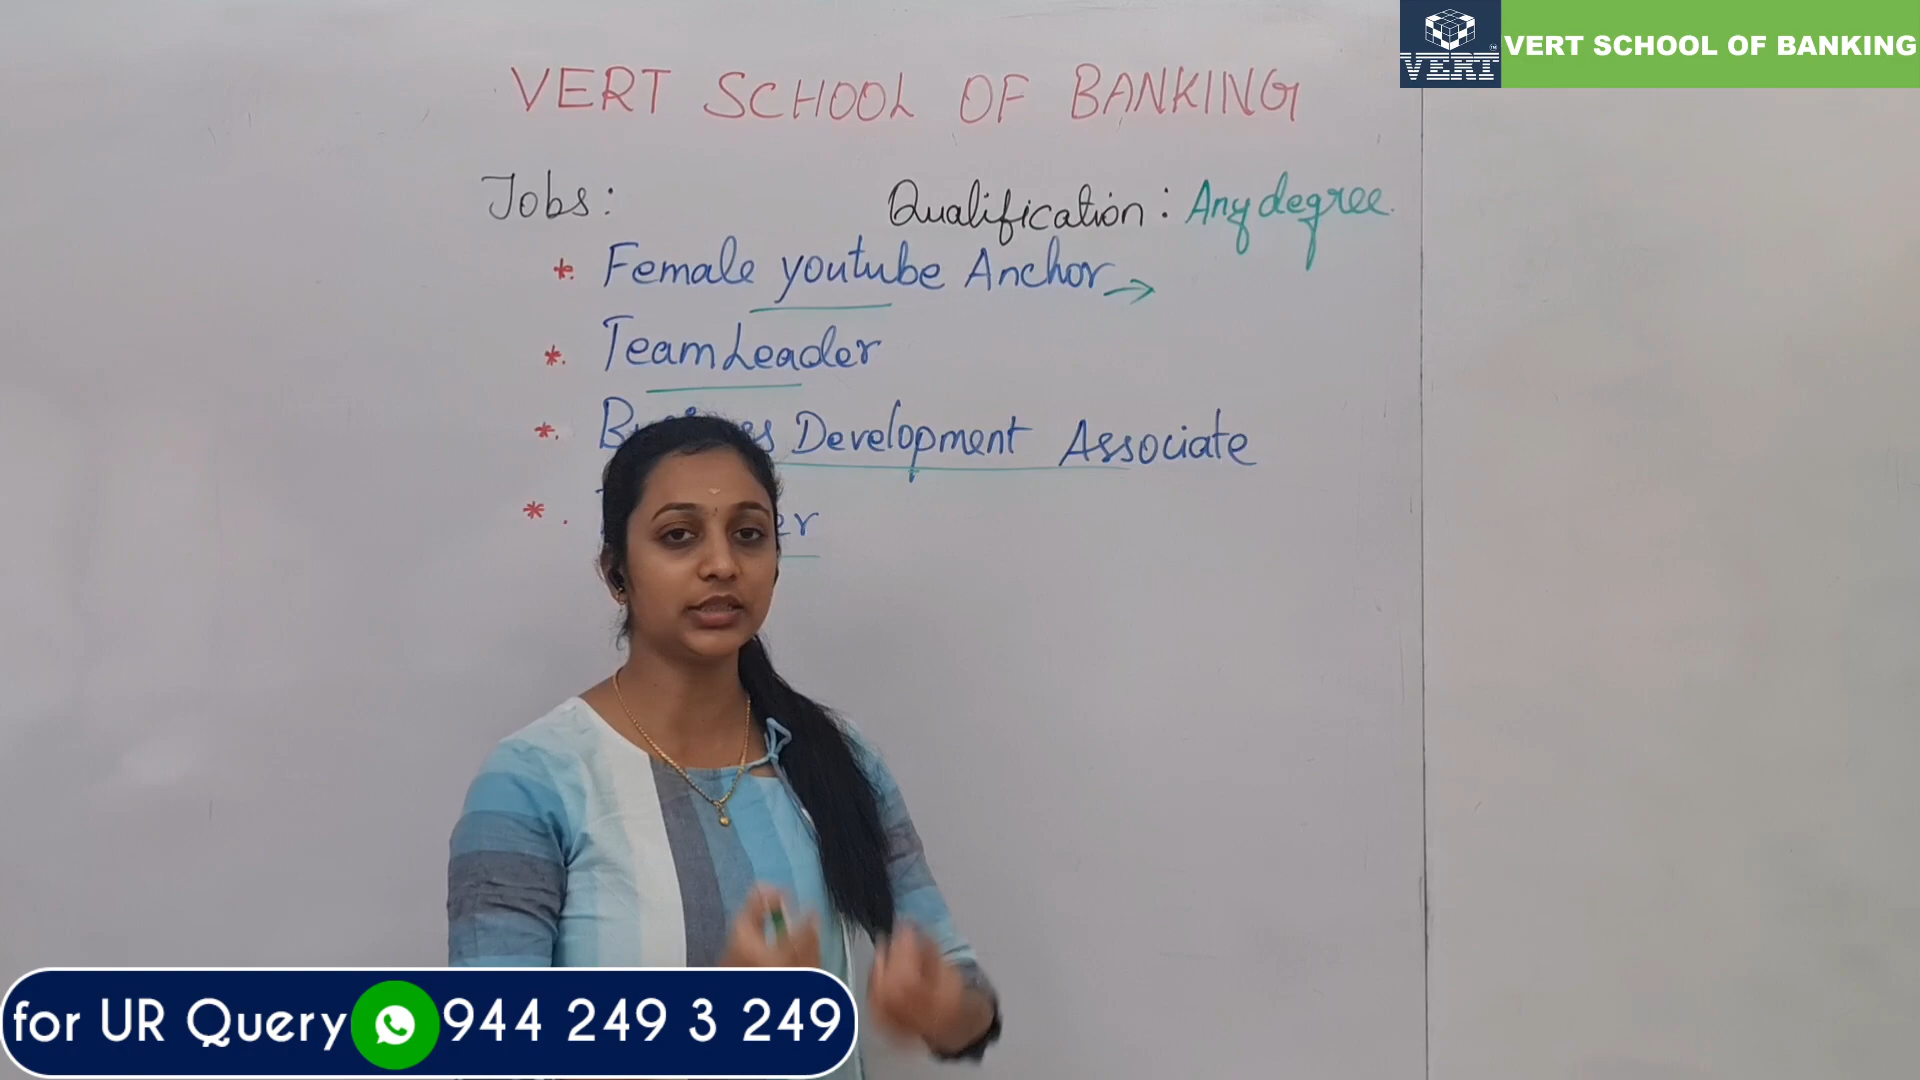 VERT SCHOOL OF BANKING
VERT
VERT SCHOOL OF BANKING
Jobs:
Qualification: Any degree.
*. Female youtube Anchor →
*. Team Leader
*. Development Associate
*.
for UR Query 944 249 3 249